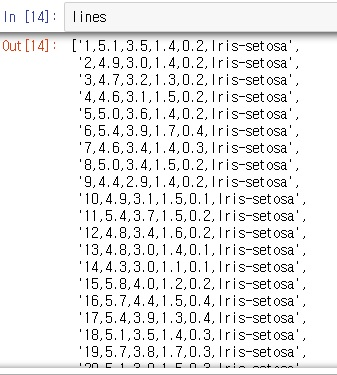 In [14]: lines
Out[14]: ['1,5.1,3.5,1.4,0.2,Iris-setosa',
'2,4.9,3.0,1.4,0.2,Iris-setosa',
'3,4.7,3.2,1.3,0.2,Iris-setosa',
'4,4.6,3.1,1.5,0.2,Iris-setosa',
'5,5.0,3.6,1.4,0.2,Iris-setosa',
'6,5.4,3.9,1.7,0.4,Iris-setosa',
'7,4.6,3.4,1.4,0.3,Iris-setosa',
'8,5.0,3.4,1.5,0.2,Iris-setosa',
'9,4.4,2.9,1.4,0.2,Iris-setosa',
'10,4.9,3.1,1.5,0.1,Iris-setosa',
'11,5.4,3.7,1.5,0.2,Iris-setosa',
'12,4.8,3.4,1.6,0.2,Iris-setosa',
'13,4.8,3.0,1.4,0.1,Iris-setosa',
'14,4.3,3.0,1.1,0.1,Iris-setosa',
'15,5.8,4.0,1.2,0.2,Iris-setosa',
'16,5.7,4.4,1.5,0.4,Iris-setosa',
'17,5.4,3.9,1.3,0.4,Iris-setosa',
'18,5.1,3.5,1.4,0.3,Iris-setosa',
'19,5.7,3.8,1.7,0.3,Iris-setosa',